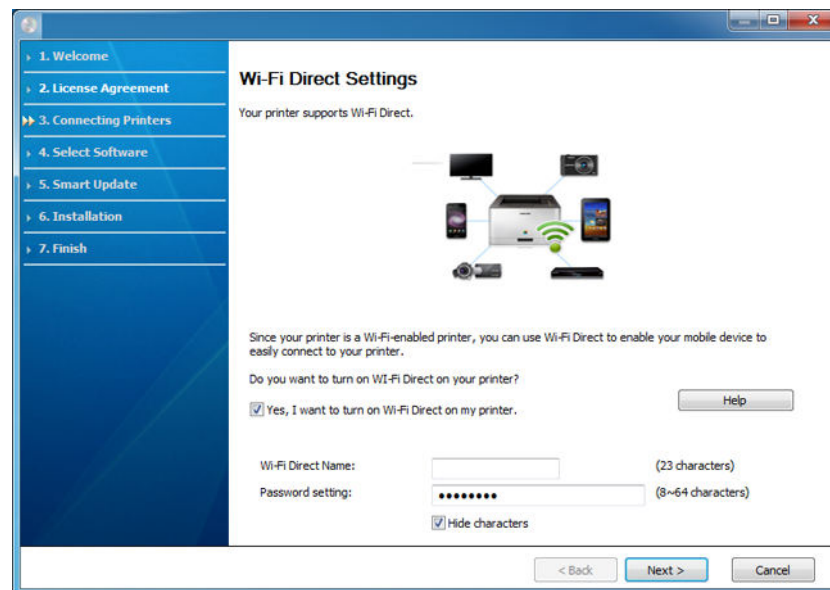 1. Welcome
2. License Agreement
3. Connecting Printers
4. Select Software
5. Smart Update
6. Installation
7. Finish
Wi-Fi Direct Settings
Your printer supports Wi-Fi Direct.
Since your printer is a Wi-Fi-enabled printer, you can use Wi-Fi Direct to enable your mobile device to
easily connect to your printer.
Do you want to turn on WI-Fi Direct on your printer?
Yes, I want to turn on Wi-Fi Direct on my printer.
Help
Wi-Fi Direct Name: (23 characters)
Password setting: ●●●●●●●● (8~64 characters)
Hide characters
< Back Next > Cancel